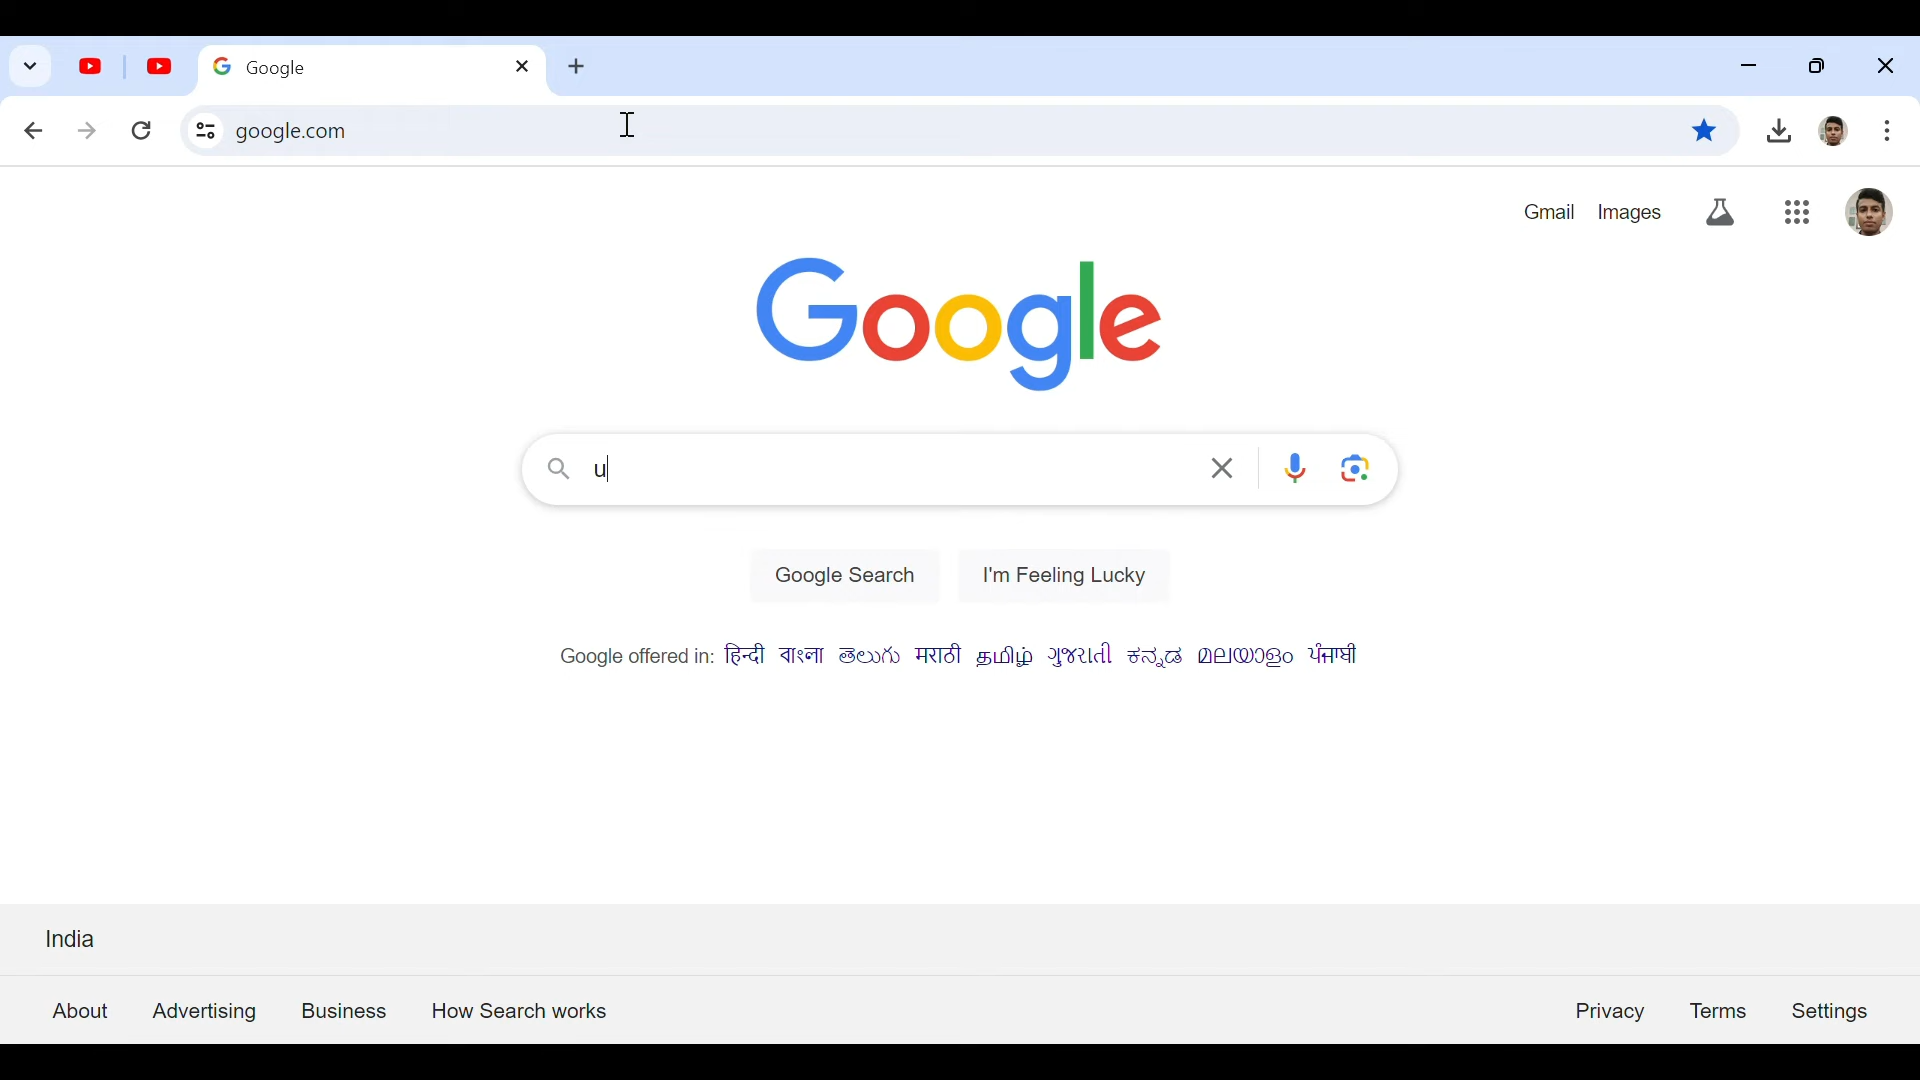 Google
google.com
Gmail Images
Google
u
Google Search I'm Feeling Lucky
Google offered in: हिन्दी বাংলা తెలుగు मराठी தமிழ் ગુજરાતી ಕನ್ನಡ മലയാളം ਪੰਜਾਬੀ
India
About Advertising Business How Search works Privacy Terms Settings